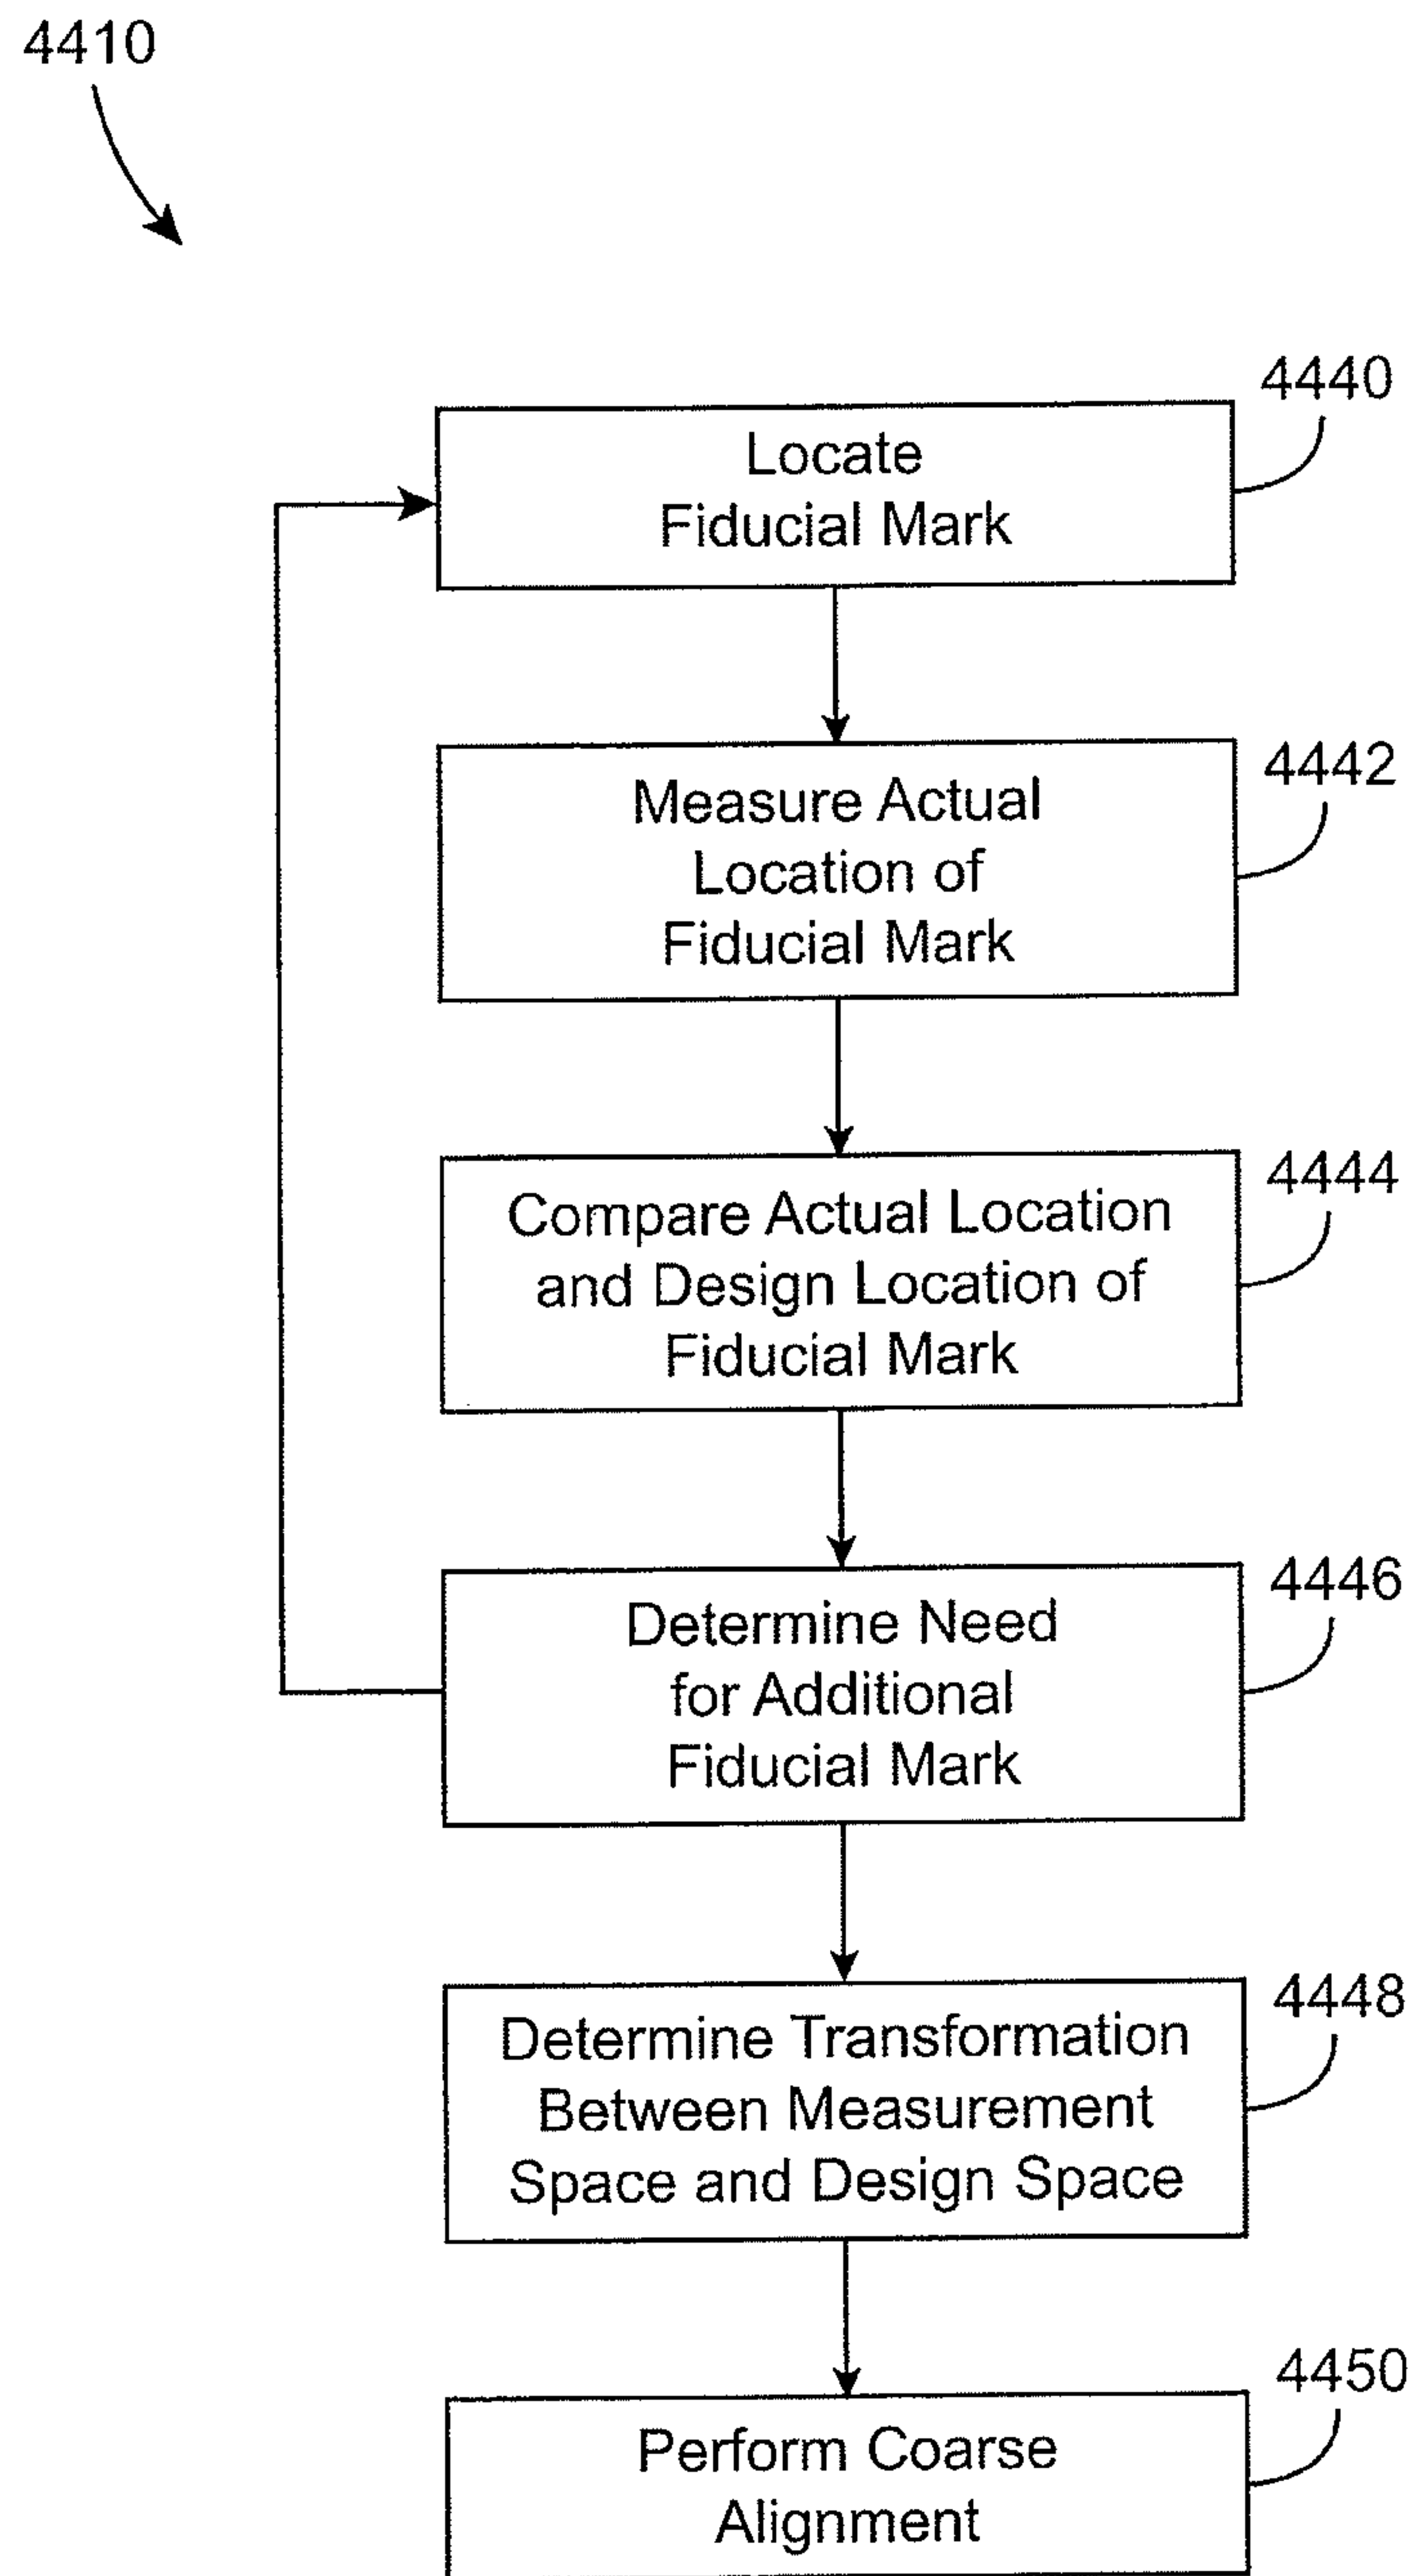 4410
4440
Locate
Fiducial Mark
4442
Measure Actual
Location of
Fiducial Mark
4444
Compare Actual Location
and Design Location of
Fiducial Mark
4446
Determine Need
for Additional
Fiducial Mark
4448
Determine Transformation
Between Measurement
Space and Design Space
4450
Perform Coarse
Alignment